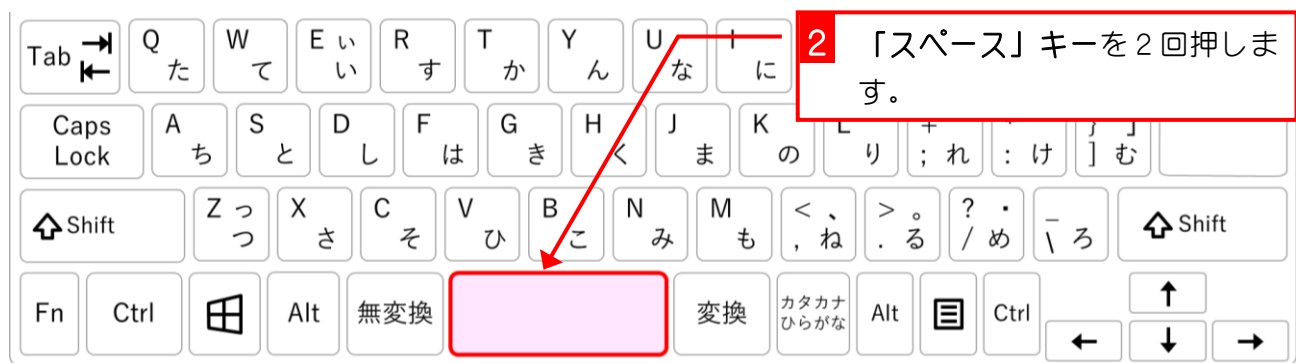 Tab Q た W て E ぃ い R す T か Y ん U な I に
2 「スペース」キーを２回押しま
す。
Caps
Lock
A ち S と D し F は G き H く J ま K の L り + ; れ : け } 」 ] む
Shift Z っ つ X さ C そ V ひ B こ N み M も < 、 , ね > 。 . る ? ・ / め _ \ ろ Shift
Fn Ctrl Alt 無変換 変換 カタカナ
ひらがな
Alt Ctrl ↑
← ↓ →